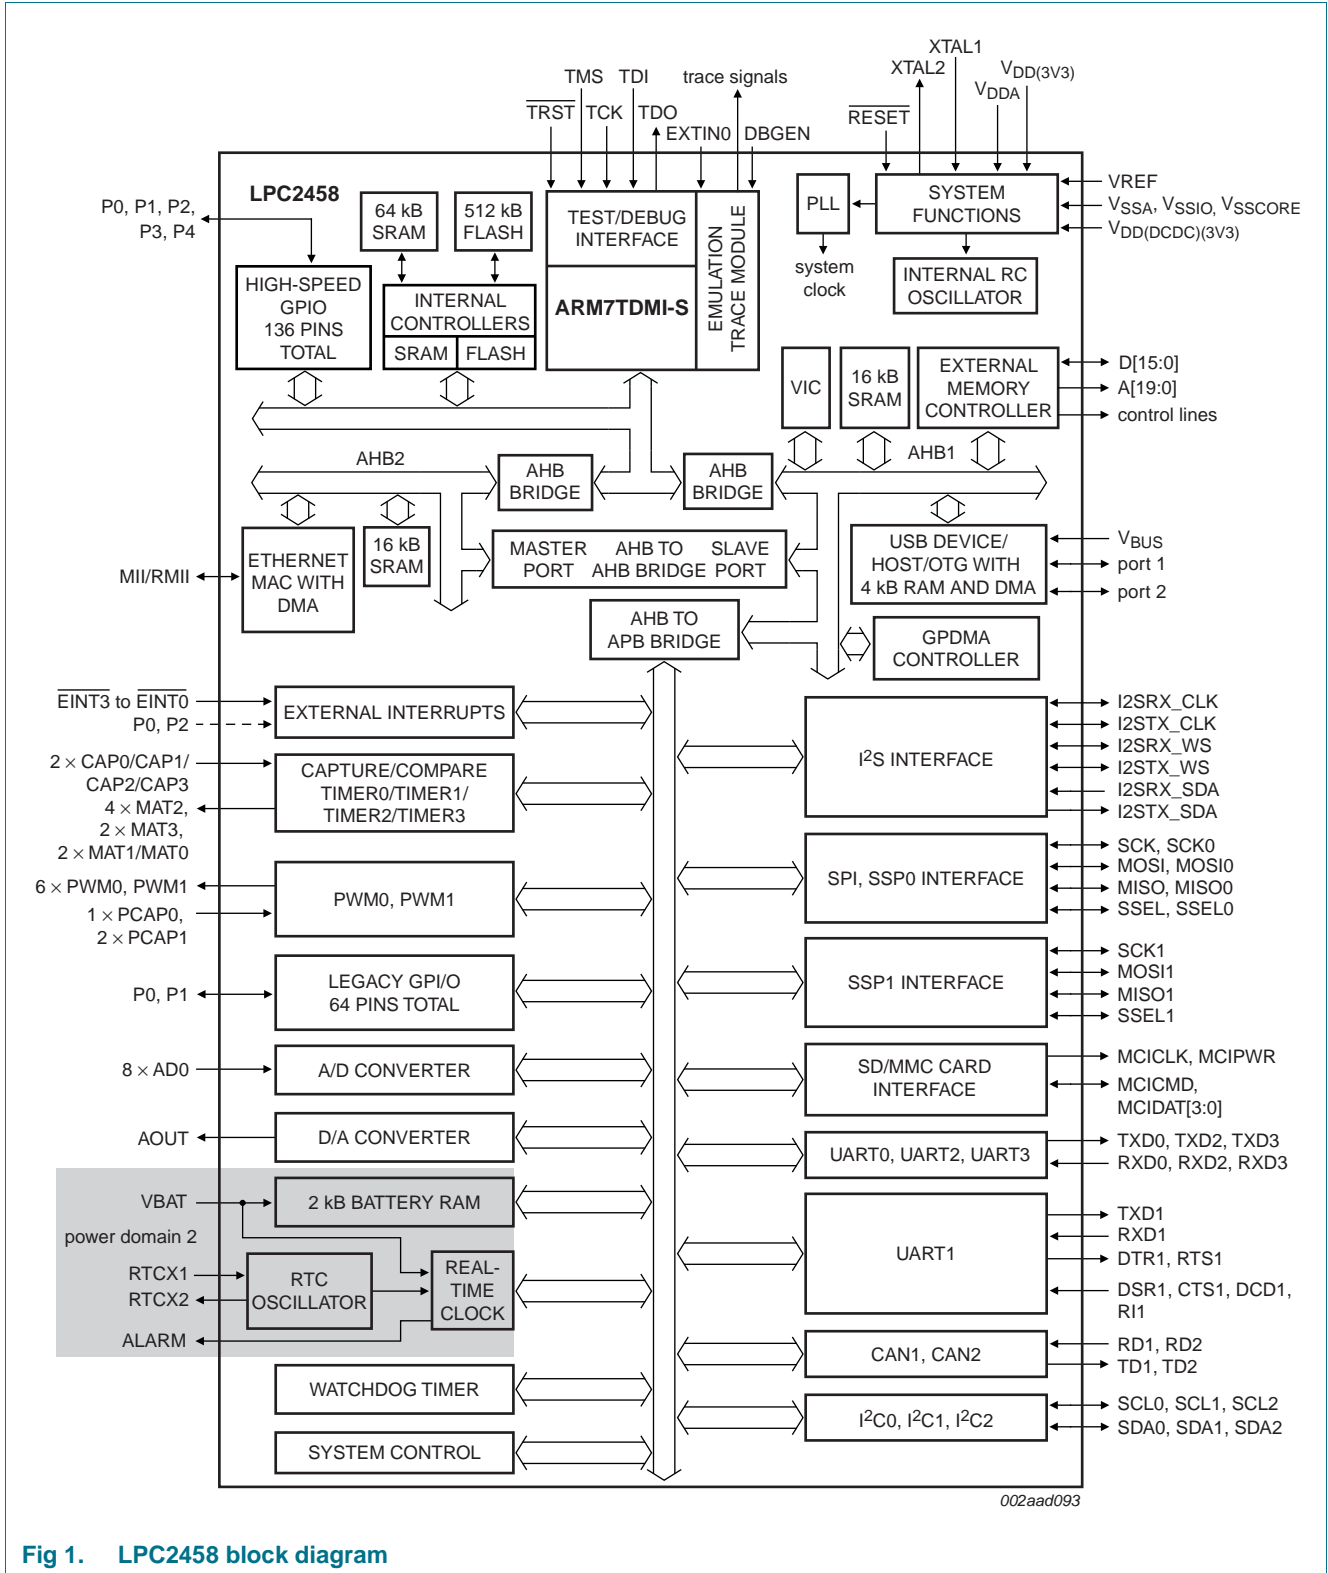 XTAL1
XTAL2
VDD(3V3)
VDDA
TMS TDI trace signals
TRST TCK TDO
EXTIN0 DBGEN
RESET
LPC2458
P0, P1, P2,
P3, P4
64 kB
SRAM
512 kB
FLASH
TEST/DEBUG
INTERFACE
EMULATION
TRACE MODULE
PLL
SYSTEM
FUNCTIONS
VREF
VSSA, VSSIO, VSSCORE
VDD(DCDC)(3V3)
system
clock
INTERNAL RC
OSCILLATOR
HIGH-SPEED
GPIO
136 PINS
TOTAL
INTERNAL
CONTROLLERS
SRAM FLASH
ARM7TDMI-S
VIC
16 kB
SRAM
EXTERNAL
MEMORY
CONTROLLER
D[15:0]
A[19:0]
control lines
AHB2
AHB
BRIDGE
AHB
BRIDGE
AHB1
ETHERNET
MAC WITH
DMA
MII/RMII
16 kB
SRAM
MASTER
PORT
AHB TO
AHB BRIDGE
SLAVE
PORT
USB DEVICE/
HOST/OTG WITH
4 kB RAM AND DMA
VBUS
port 1
port 2
AHB TO
APB BRIDGE
GPDMA
CONTROLLER
EINT3 to EINT0
P0, P2
EXTERNAL INTERRUPTS
2 × CAP0/CAP1/
CAP2/CAP3
4 × MAT2,
2 × MAT3,
2 × MAT1/MAT0
CAPTURE/COMPARE
TIMER0/TIMER1/
TIMER2/TIMER3
6 × PWM0, PWM1
1 × PCAP0,
2 × PCAP1
PWM0, PWM1
P0, P1
LEGACY GPI/O
64 PINS TOTAL
8 × AD0
A/D CONVERTER
AOUT
D/A CONVERTER
VBAT
2 kB BATTERY RAM
power domain 2
RTCX1
RTCX2
RTC
OSCILLATOR
REAL-
TIME
CLOCK
ALARM
WATCHDOG TIMER
SYSTEM CONTROL
I2S INTERFACE
I2SRX_CLK
I2STX_CLK
I2SRX_WS
I2STX_WS
I2SRX_SDA
I2STX_SDA
SPI, SSP0 INTERFACE
SCK, SCK0
MOSI, MOSI0
MISO, MISO0
SSEL, SSEL0
SSP1 INTERFACE
SCK1
MOSI1
MISO1
SSEL1
SD/MMC CARD
INTERFACE
MCICLK, MCIPWR
MCICMD,
MCIDAT[3:0]
UART0, UART2, UART3
TXD0, TXD2, TXD3
RXD0, RXD2, RXD3
UART1
TXD1
RXD1
DTR1, RTS1
DSR1, CTS1, DCD1,
RI1
CAN1, CAN2
RD1, RD2
TD1, TD2
I2C0, I2C1, I2C2
SCL0, SCL1, SCL2
SDA0, SDA1, SDA2
002aad093
Fig 1. LPC2458 block diagram